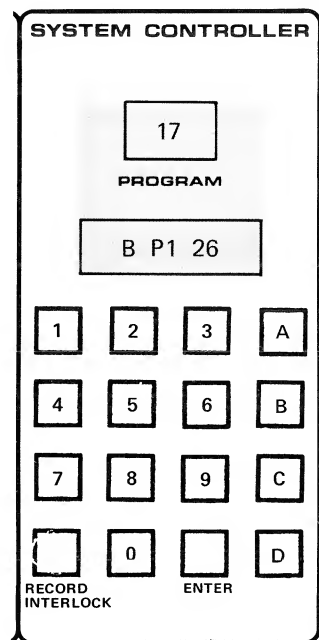 SYSTEM CONTROLLER
17
PROGRAM
B P1 26
1 2 3 A
4 5 6 B
7 8 9 C
0 D
RECORD INTERLOCK ENTER